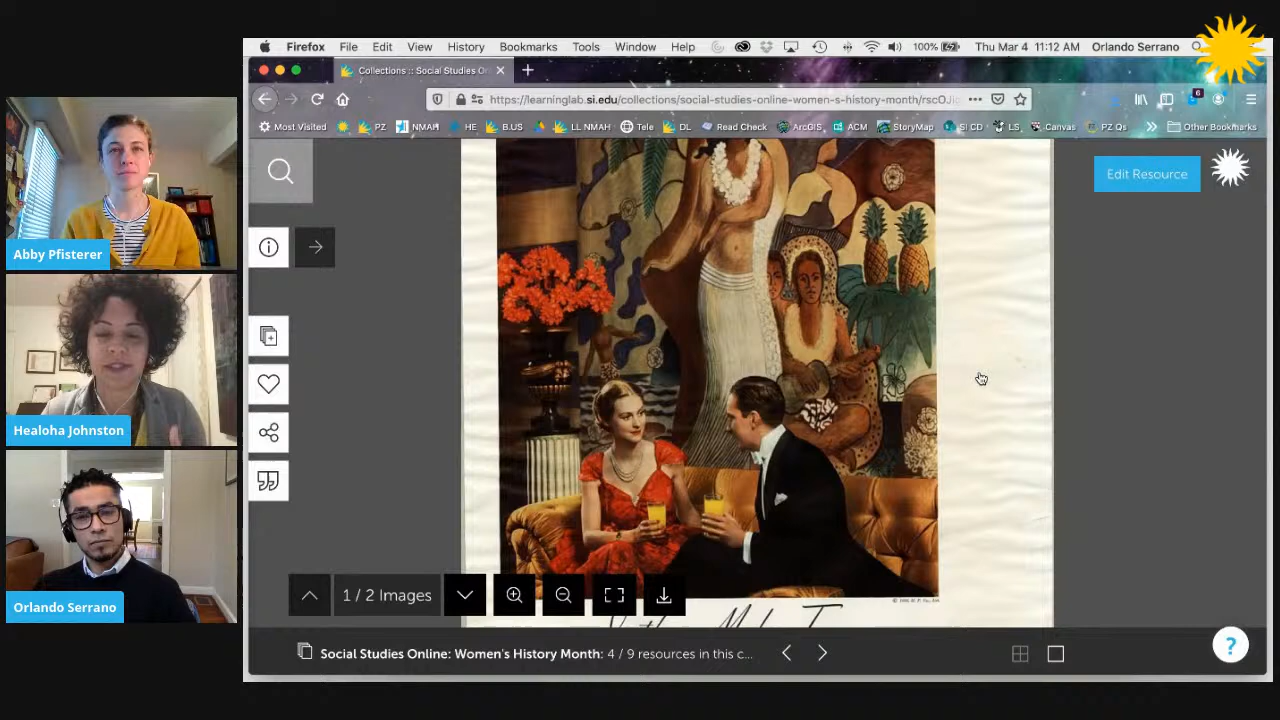 Firefox File Edit View History Bookmarks Tools Window Help 100% Thu Mar 4 11:12 AM Orlando Serrano
Collections :: Social Studies On
https://learninglab.si.edu/collections/social-studies-online-women-s-history-month/rscOJi
6
Most Visited PZ NMAH HE B.US LL NMAH Tele DL Read Check ArcGIS ACM StoryMap SI CD LS Canvas PZ Qs Other Bookmarks
Edit Resource
Abby Pfisterer
Healoha Johnston
Orlando Serrano
1 / 2 Images
Social Studies Online: Women's History Month: 4 / 9 resources in this c...
?